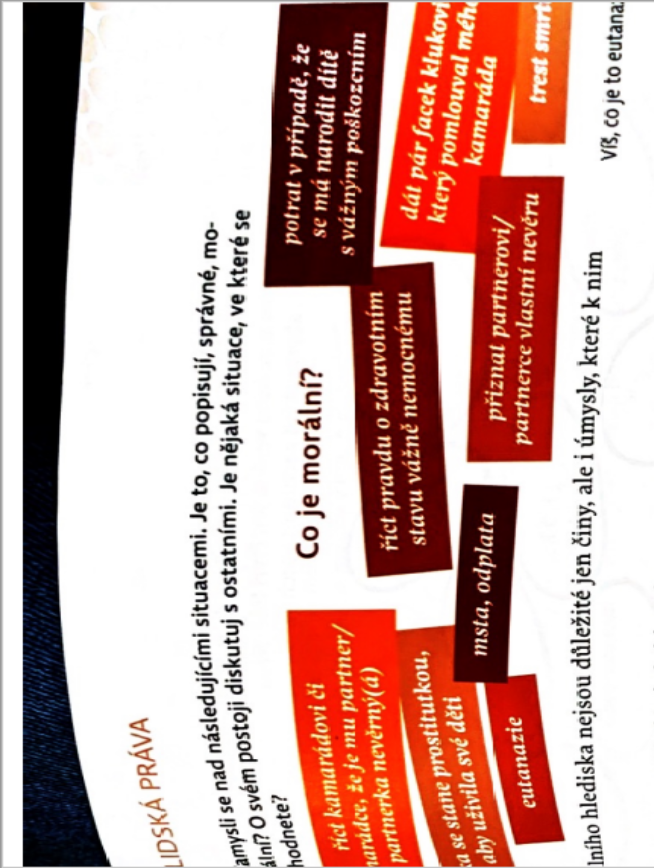 LIDSKÁ PRÁVA
amysli se nad následujícími situacemi. Je to, co popisují, správné, mo-
ální? O svém postoji diskutuj s ostatními. Je nějaká situace, ve které se
hodnete?
Co je morální?
říct kamarádovi či
marádce, že je mu partner/
partnerka nevěrný(á)
říct pravdu o zdravotním
stavu vážně nemocnému
potrat v případě, že
se má narodit dítě
s vážným poškozením
a se stane prostitutkou,
aby uživila své děti
msta, odplata
přiznat partnerovi/
partnerce vlastní nevěru
dát pár facek klukovi
který pomlouval mého
kamaráda
eutanazie
trest smrti
lního hlediska nejsou důležité jen činy, ale i úmysly, které k nim
Víš, co je to eutanaz